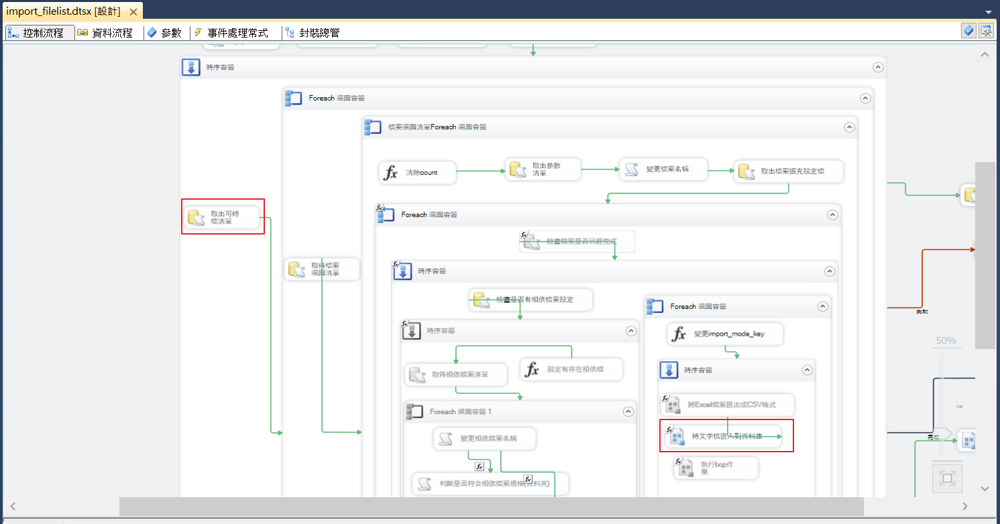 import_filelist.dtsx [設計]
控制流程
資料流程
參數
事件處理常式
封裝總管
時序容器
Foreach 迴圈容器
檔案迴圈清單Foreach 迴圈容器
清除count
取出參數
清單
變更檔案名稱
取出檔案擴充設定檔
取出可轉
檔清單
Foreach 迴圈容器
檢查檔案是否已經完成
取得檔案
迴圈清單
時序容器
檢查是否有相依檔案設定
Foreach 迴圈容器
失敗
時序容器
變更import_mode_key
50%
取得相依檔案清單
設定有存在相依檔
時序容器
Foreach 迴圈容器 1
將Excel檔案匯出成CSV格式
變更相依檔案名稱
將文字檔匯入到資料庫
完成
執行bcp作
業
判斷是否符合相依檔案規格(資料夾)